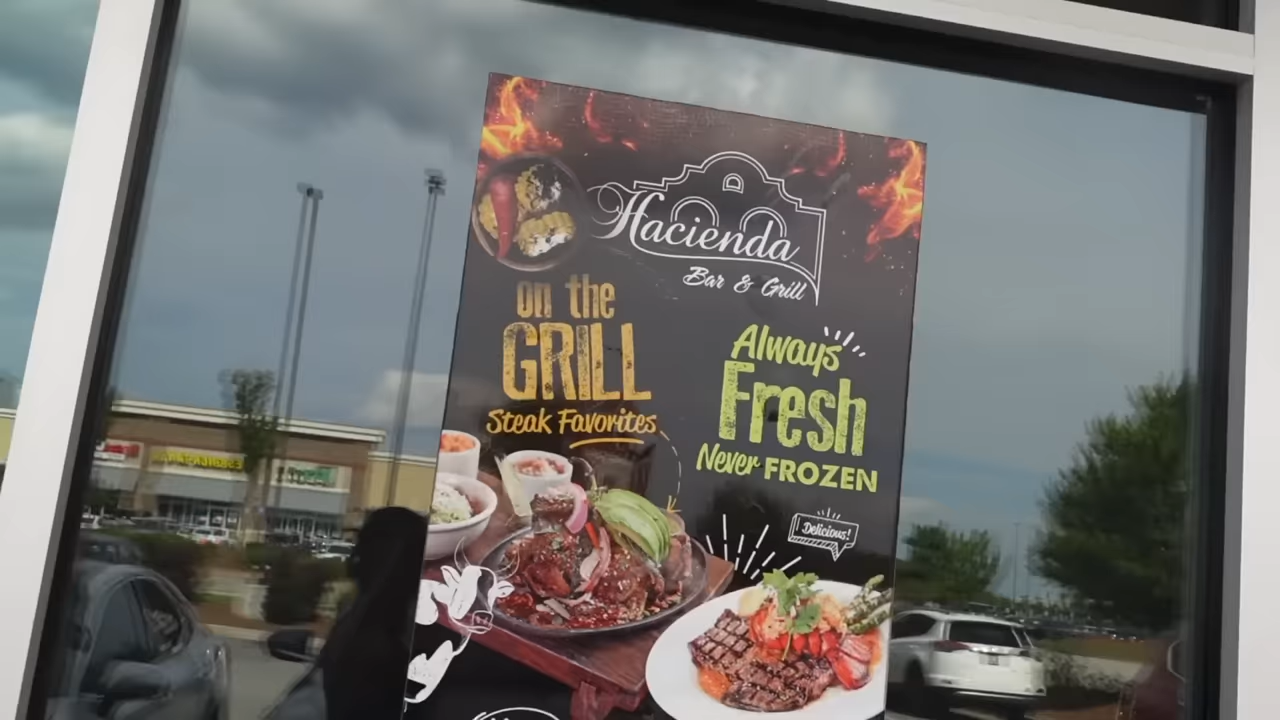 Hacienda
Bar & Grill
on the
GRILL
Steak Favorites
Always
Fresh
Never FROZEN
Delicious!